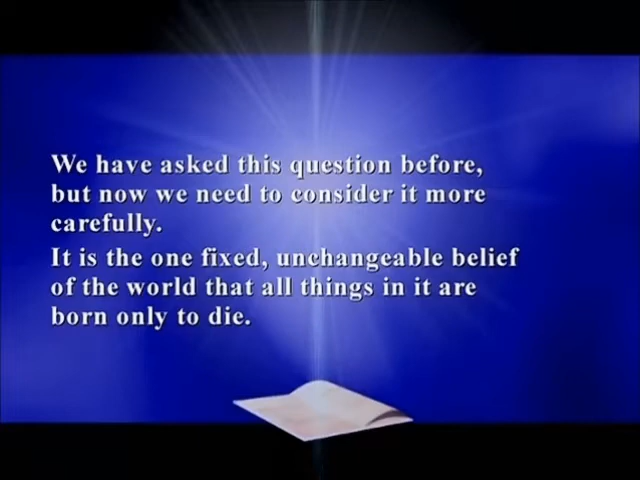 We have asked this question before,
but now we need to consider it more
carefully.
It is the one fixed, unchangeable belief
of the world that all things in it are
born only to die.